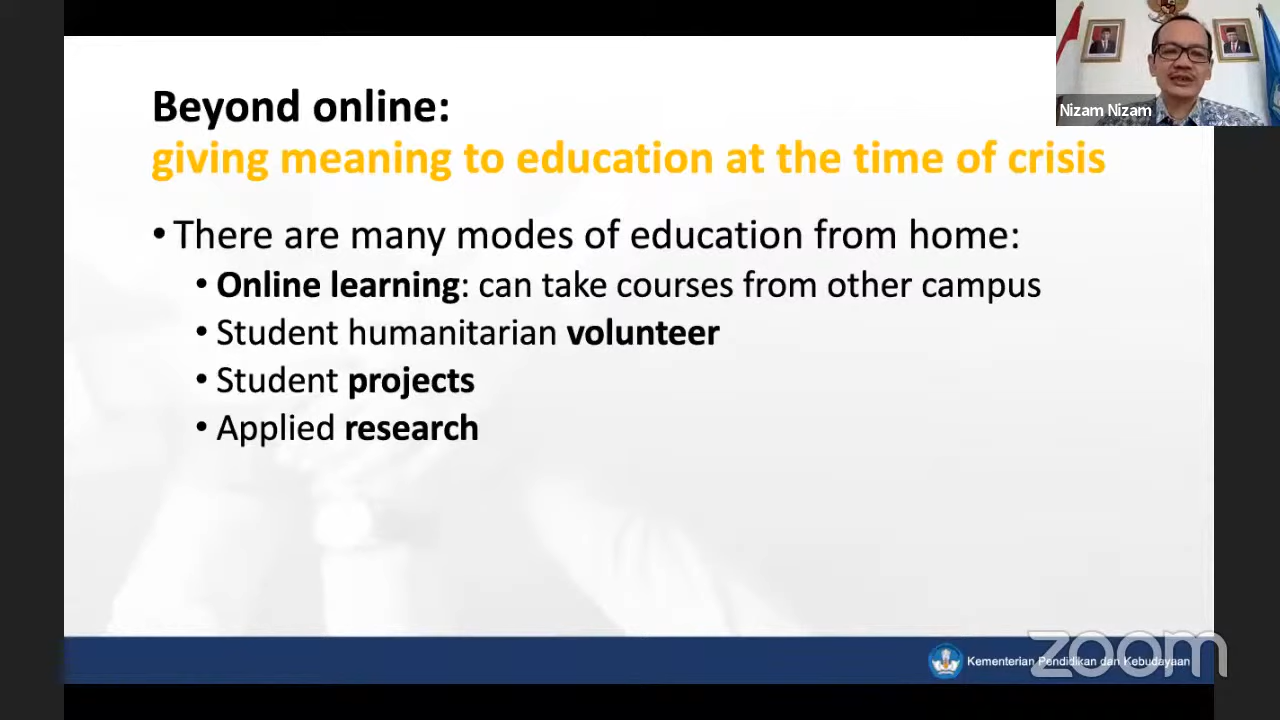 Beyond online:
giving meaning to education at the time of crisis
• There are many modes of education from home:
• Online learning: can take courses from other campus
• Student humanitarian volunteer
• Student projects
• Applied research
Nizam Nizam
Kementerian Pendidikan dan Kebudayaan
zoom